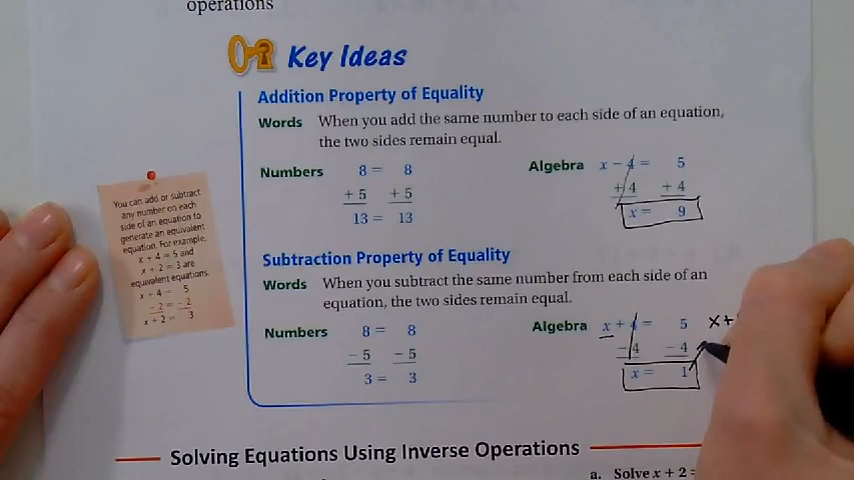 operations
Key Ideas
Addition Property of Equality
Words When you add the same number to each side of an equation,
the two sides remain equal.
Numbers 8 = 8
+ 5 + 5
13 = 13
Algebra x − 4 = 5
+ 4 + 4
x = 9
You can add or subtract
any number on each
side of an equation to
generate an equivalent
equation. For example,
x + 4 = 5 and
x + 2 = 3 are
equivalent equations.
x + 4 = 5
− 2 = − 2
x + 2 = 3
Subtraction Property of Equality
Words When you subtract the same number from each side of an
equation, the two sides remain equal.
Numbers 8 = 8
− 5 − 5
3 = 3
Algebra x + 4 = 5
− 4 − 4
x = 1
x +
Solving Equations Using Inverse Operations
a. Solve x + 2 =